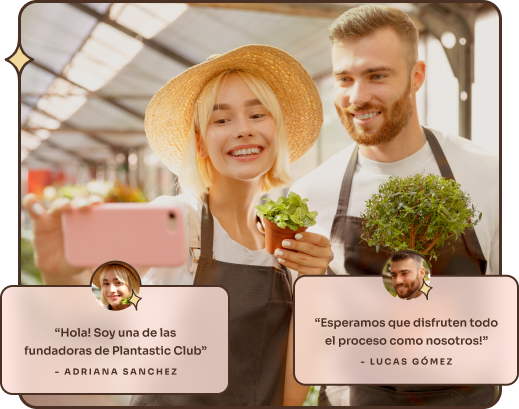 “Hola! Soy una de las
fundadoras de Plantastic Club”
- ADRIANA SANCHEZ
“Esperamos que disfruten todo
el proceso como nosotros!”
- LUCAS GÓMEZ